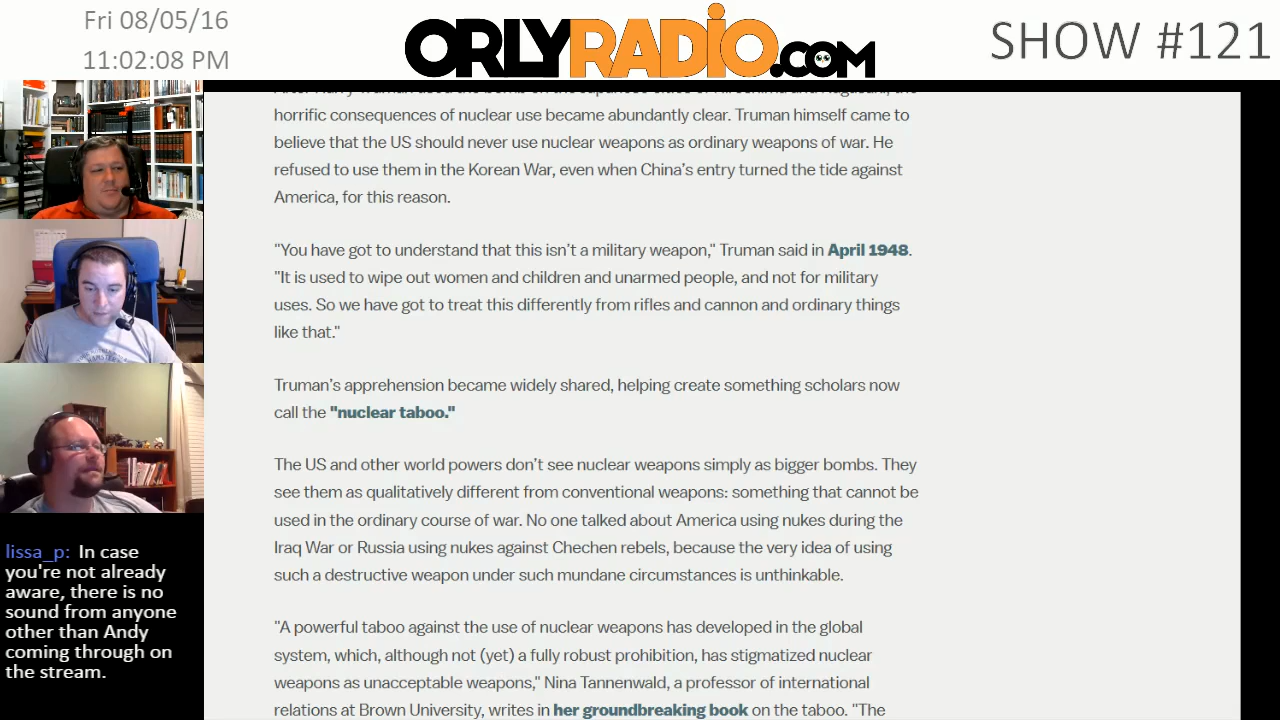 Fri 08/05/16
11:02:08 PM
ORLYRADIO.COM
SHOW #121
horrific consequences of nuclear use became abundantly clear. Truman himself came to
believe that the US should never use nuclear weapons as ordinary weapons of war. He
refused to use them in the Korean War, even when China's entry turned the tide against
America, for this reason.
"You have got to understand that this isn't a military weapon," Truman said in April 1948.
"It is used to wipe out women and children and unarmed people, and not for military
uses. So we have got to treat this differently from rifles and cannon and ordinary things
like that."
Truman's apprehension became widely shared, helping create something scholars now
call the "nuclear taboo."
The US and other world powers don't see nuclear weapons simply as bigger bombs. They
see them as qualitatively different from conventional weapons: something that cannot be
used in the ordinary course of war. No one talked about America using nukes during the
Iraq War or Russia using nukes against Chechen rebels, because the very idea of using
such a destructive weapon under such mundane circumstances is unthinkable.
"A powerful taboo against the use of nuclear weapons has developed in the global
system, which, although not (yet) a fully robust prohibition, has stigmatized nuclear
weapons as unacceptable weapons," Nina Tannenwald, a professor of international
relations at Brown University, writes in her groundbreaking book on the taboo. "The
lissa_p: In case
you're not already
aware, there is no
sound from anyone
other than Andy
coming through on
the stream.